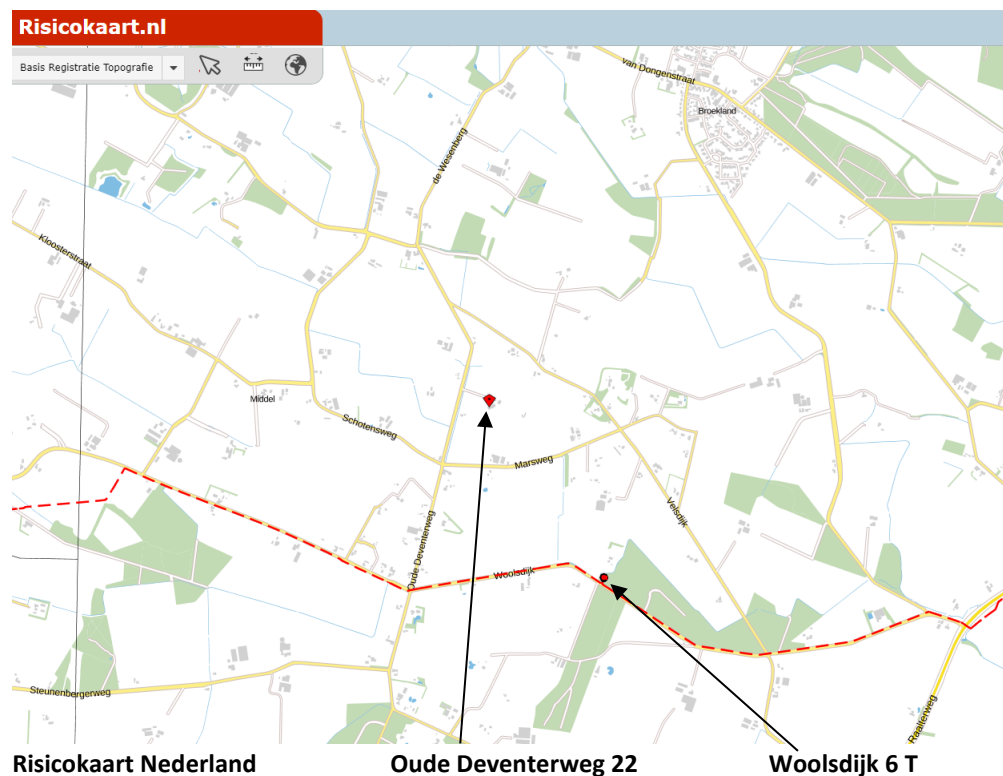 Risicokaart.nl
Basis Registratie Topografie
van Dongenstraat
Broekland
de Wesenberg
Kloosterstraat
Middel
Schotensweg
Marsweg
Velsdijk
Oude Deventerweg
Woolsdijk
Steunenbergerweg
Raalterweg
Risicokaart Nederland Oude Deventerweg 22 Woolsdijk 6 T